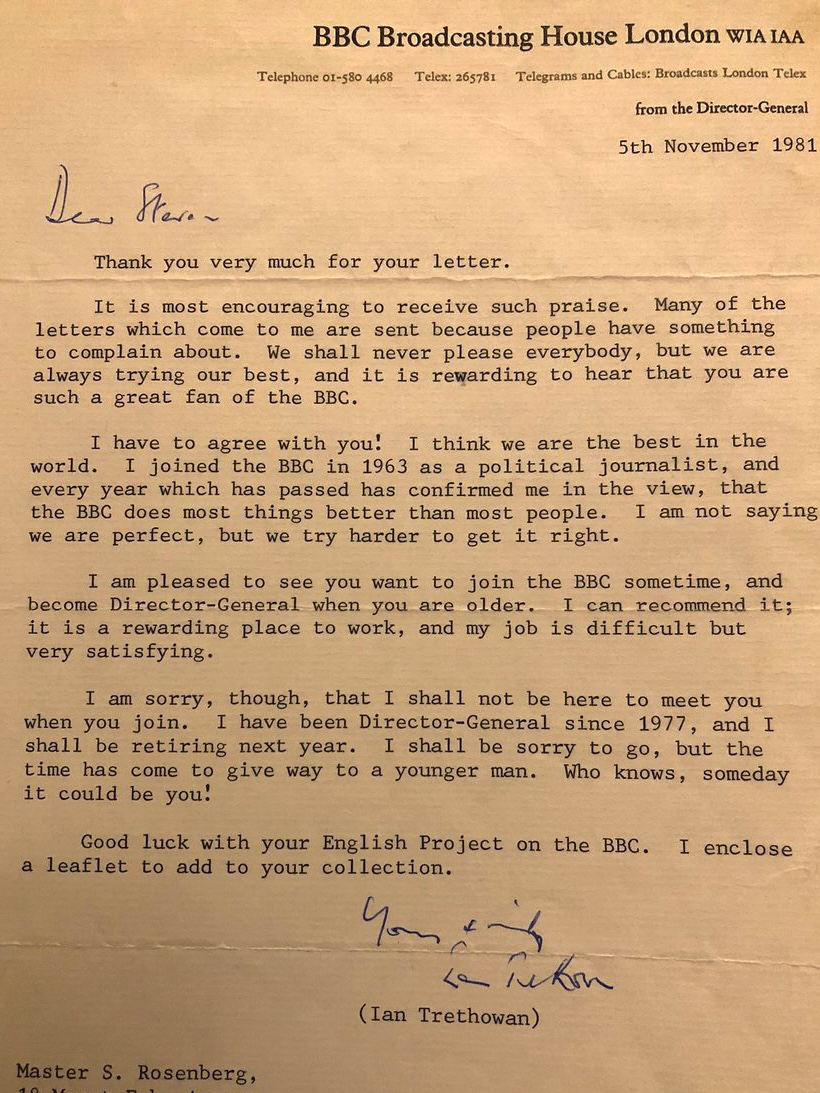 BBC Broadcasting House London W1A 1AA
Telephone 01-580 4468 Telex: 265781 Telegrams and Cables: Broadcasts London Telex
from the Director-General
5th November 1981
Dear Steven
Thank you very much for your letter.
It is most encouraging to receive such praise. Many of the
letters which come to me are sent because people have something
to complain about. We shall never please everybody, but we are
always trying our best, and it is rewarding to hear that you are
such a great fan of the BBC.
I have to agree with you! I think we are the best in the
world. I joined the BBC in 1963 as a political journalist, and
every year which has passed has confirmed me in the view, that
the BBC does most things better than most people. I am not saying
we are perfect, but we try harder to get it right.
I am pleased to see you want to join the BBC sometime, and
become Director-General when you are older. I can recommend it;
it is a rewarding place to work, and my job is difficult but
very satisfying.
I am sorry, though, that I shall not be here to meet you
when you join. I have been Director-General since 1977, and I
shall be retiring next year. I shall be sorry to go, but the
time has come to give way to a younger man. Who knows, someday
it could be you!
Good luck with your English Project on the BBC. I enclose
a leaflet to add to your collection.
Yours sincerely
Ian Trethowan
(Ian Trethowan)
Master S. Rosenberg,